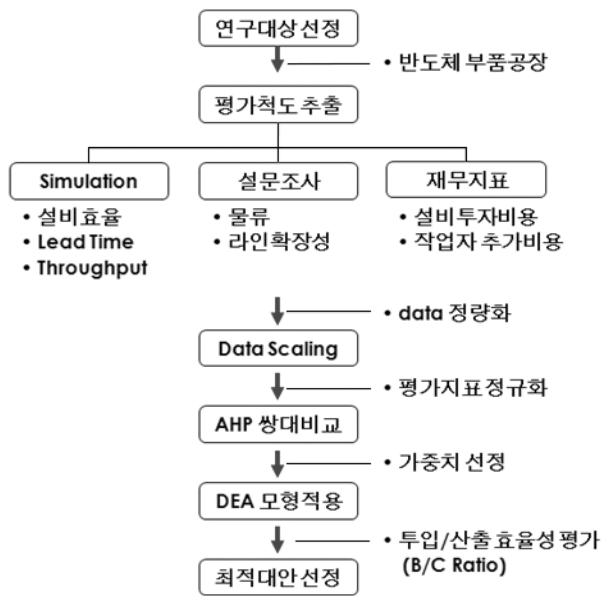 연구대상 선정
• 반도체 부품공장
평가척도 추출
Simulation
• 설비효율
• Lead Time
• Throughput
설문조사
• 물류
• 라인확장성
재무지표
• 설비투자비용
• 작업자 추가비용
• data 정량화
Data Scaling
• 평가지표 정규화
AHP 쌍대비교
• 가중치 선정
DEA 모형적용
• 투입/산출 효율성 평가
(B/C Ratio)
최적대안 선정